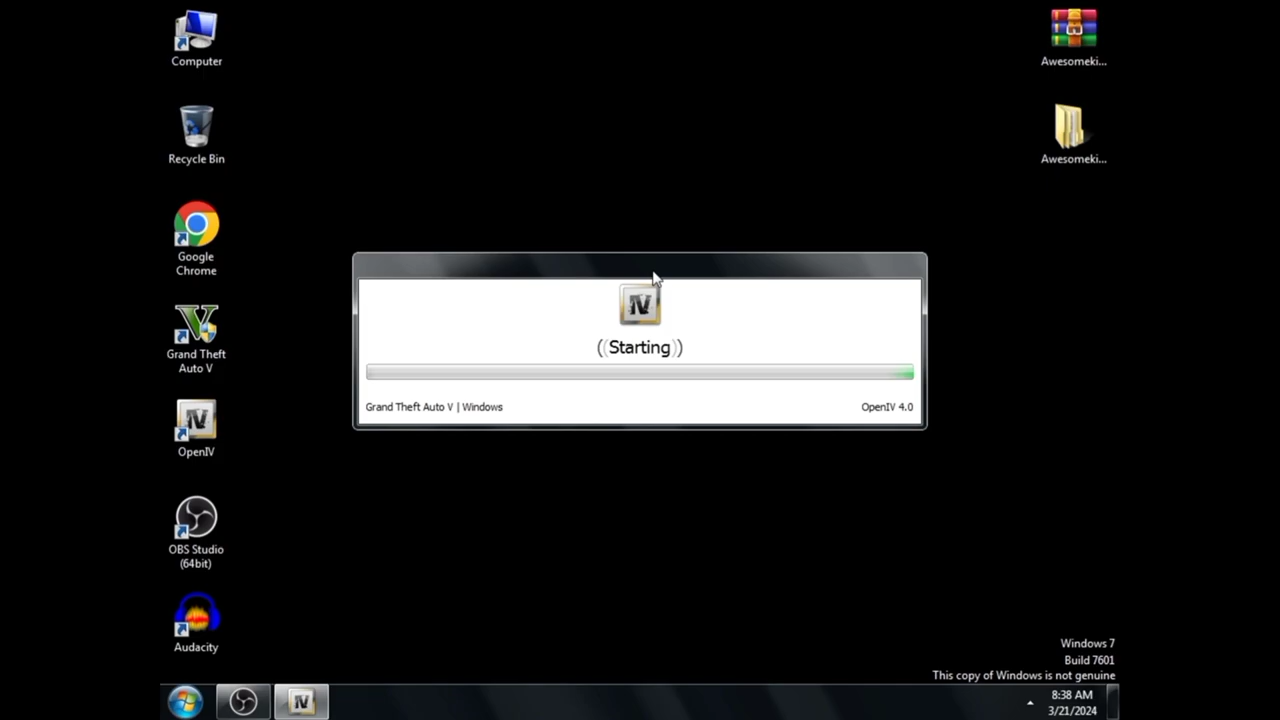 Computer
Recycle Bin
Google
Chrome
Grand Theft
Auto V
OpenIV
OBS Studio
(64bit)
Audacity
Awesomeki...
Awesomeki...
IV
((Starting))
Grand Theft Auto V | Windows
OpenIV 4.0
Windows 7
Build 7601
This copy of Windows is not genuine
8:38 AM
3/21/2024